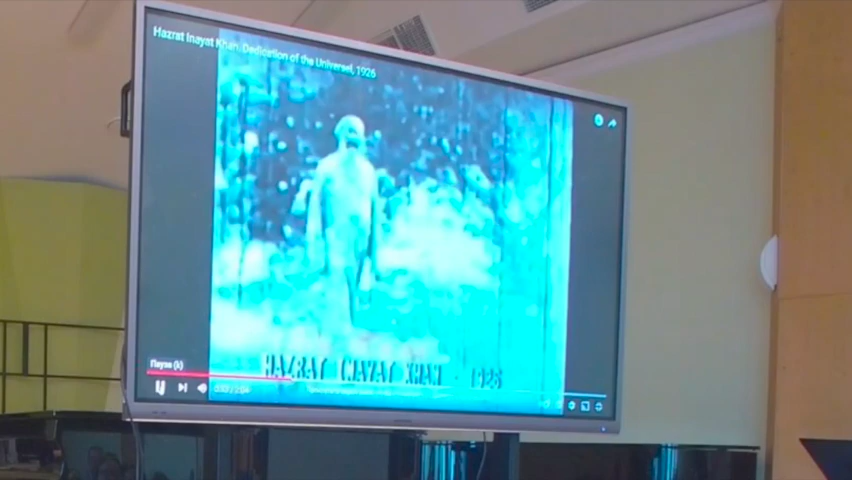 Hazrat Inayat Khan. Dedication of the Universel, 1926
HAZRAT INAYAT KHAN - 1926
Пауза (k)